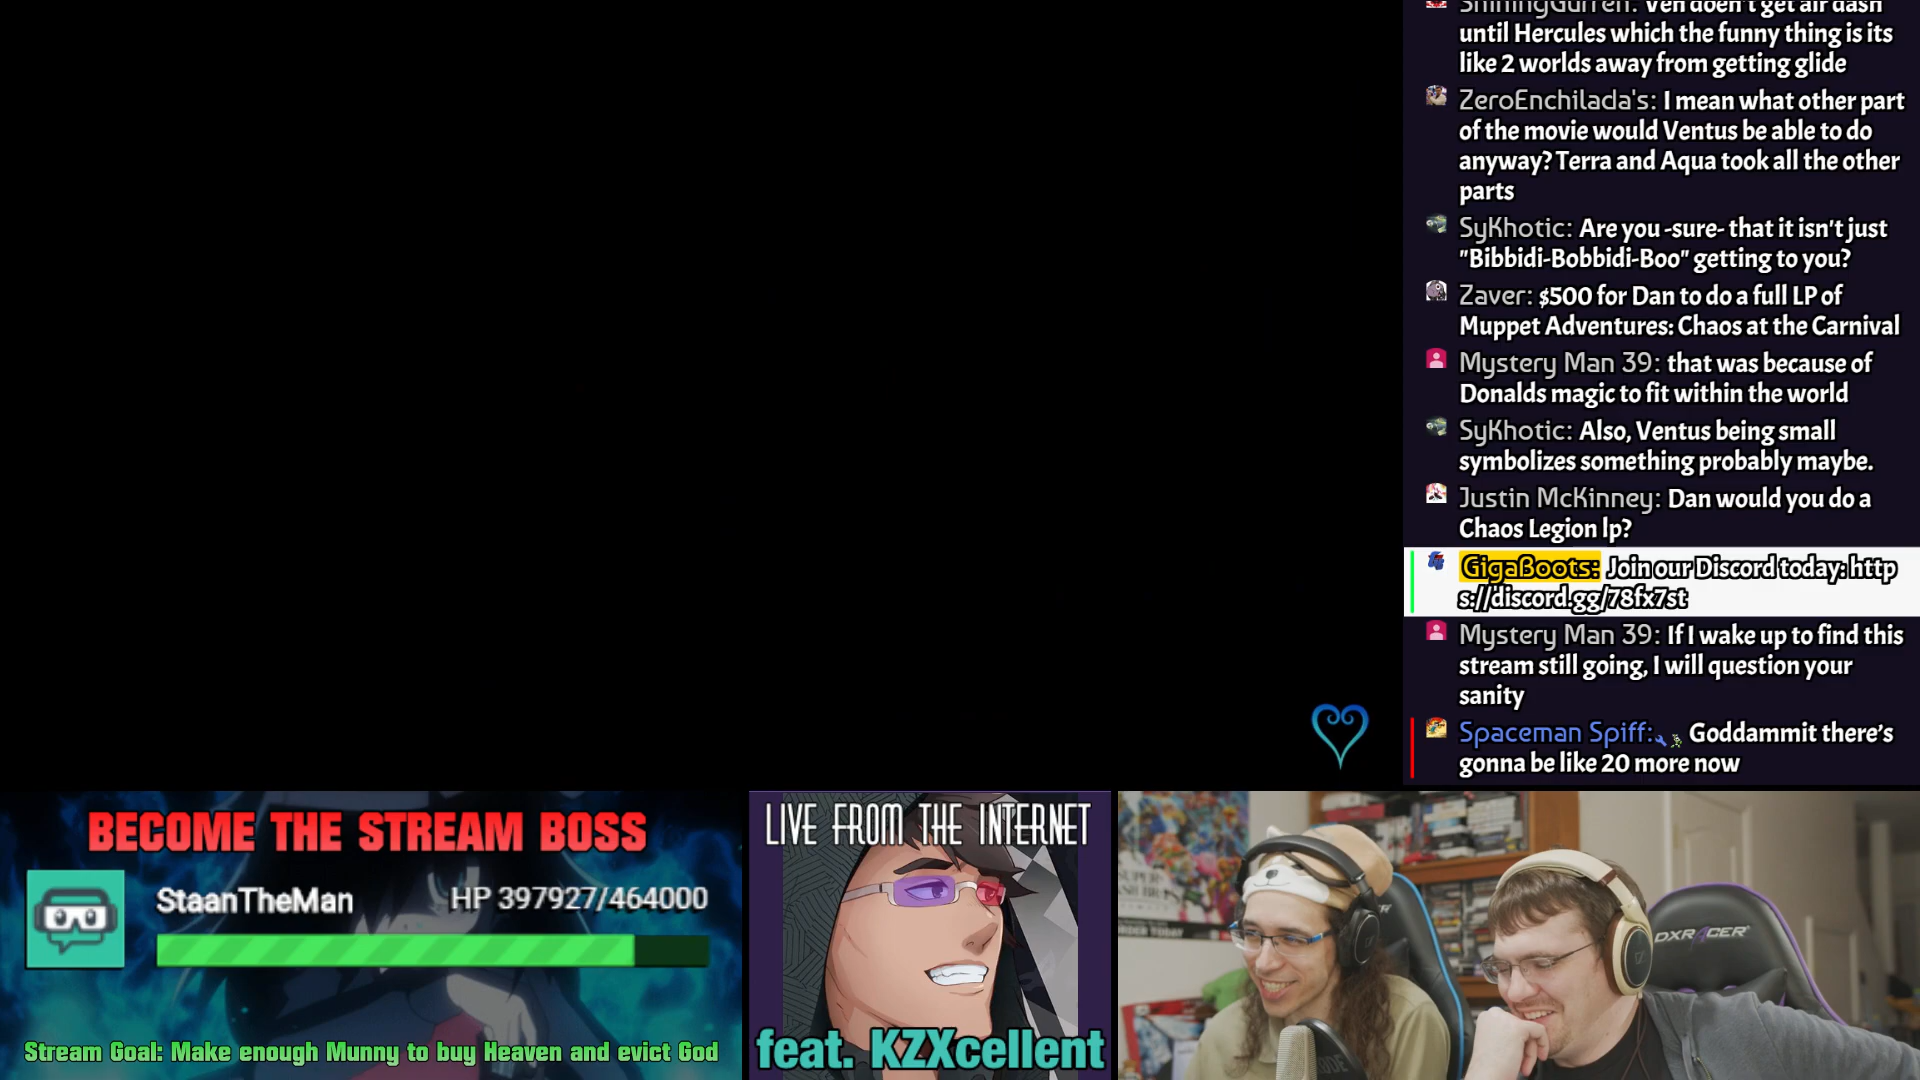 ShiningGurren: Ven doen't get air dash
until Hercules which the funny thing is its
like 2 worlds away from getting glide
ZeroEnchilada's: I mean what other part
of the movie would Ventus be able to do
anyway? Terra and Aqua took all the other
parts
SyKhotic: Are you -sure- that it isn't just
"Bibbidi-Bobbidi-Boo" getting to you?
Zaver: $500 for Dan to do a full LP of
Muppet Adventures: Chaos at the Carnival
Mystery Man 39: that was because of
Donalds magic to fit within the world
SyKhotic: Also, Ventus being small
symbolizes something probably maybe.
Justin McKinney: Dan would you do a
Chaos Legion lp?
GigaBoots: Join our Discord today: http
s://discord.gg/78fx7st
Mystery Man 39: If I wake up to find this
stream still going, I will question your
sanity
Spaceman Spiff: Goddammit there's
gonna be like 20 more now
BECOME THE STREAM BOSS
StaanTheMan HP 397927/464000
Stream Goal: Make enough Munny to buy Heaven and evict God
LIVE FROM THE INTERNET
feat. KZXcellent
DXRACER